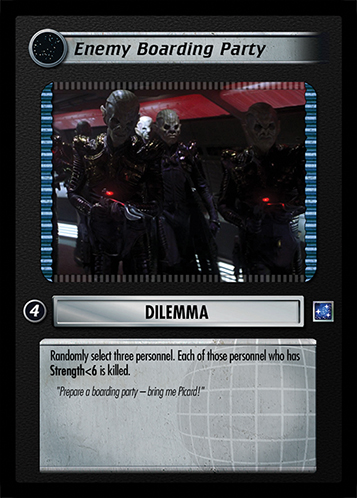 Enemy Boarding Party
4
DILEMMA
Randomly select three personnel. Each of those personnel who has
Strength<6 is killed.
"Prepare a boarding party – bring me Picard!"